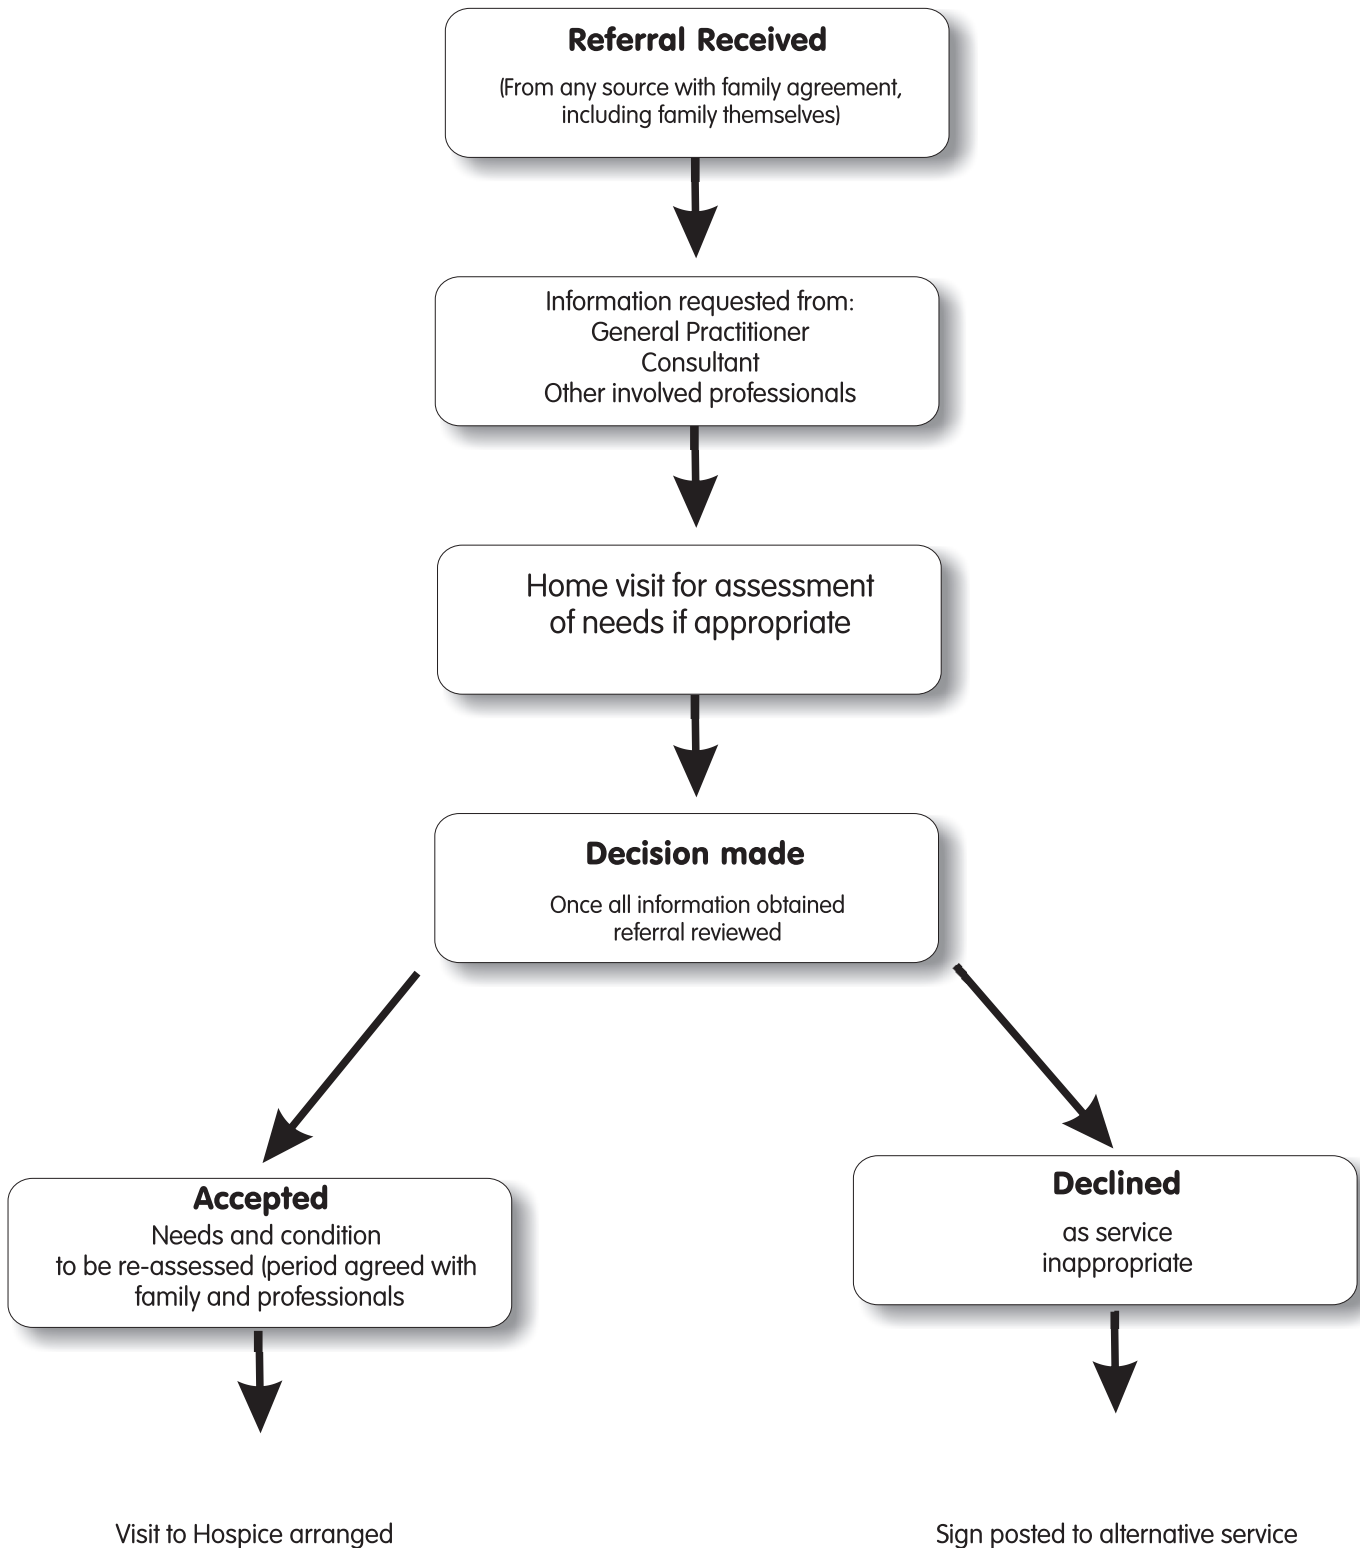 Referral Received
(From any source with family agreement,
including family themselves)
Information requested from:
General Practitioner
Consultant
Other involved professionals
Home visit for assessment
of needs if appropriate
Decision made
Once all information obtained
referral reviewed
Accepted
Needs and condition
to be re-assessed (period agreed with
family and professionals
Declined
as service
inappropriate
Visit to Hospice arranged
Sign posted to alternative service